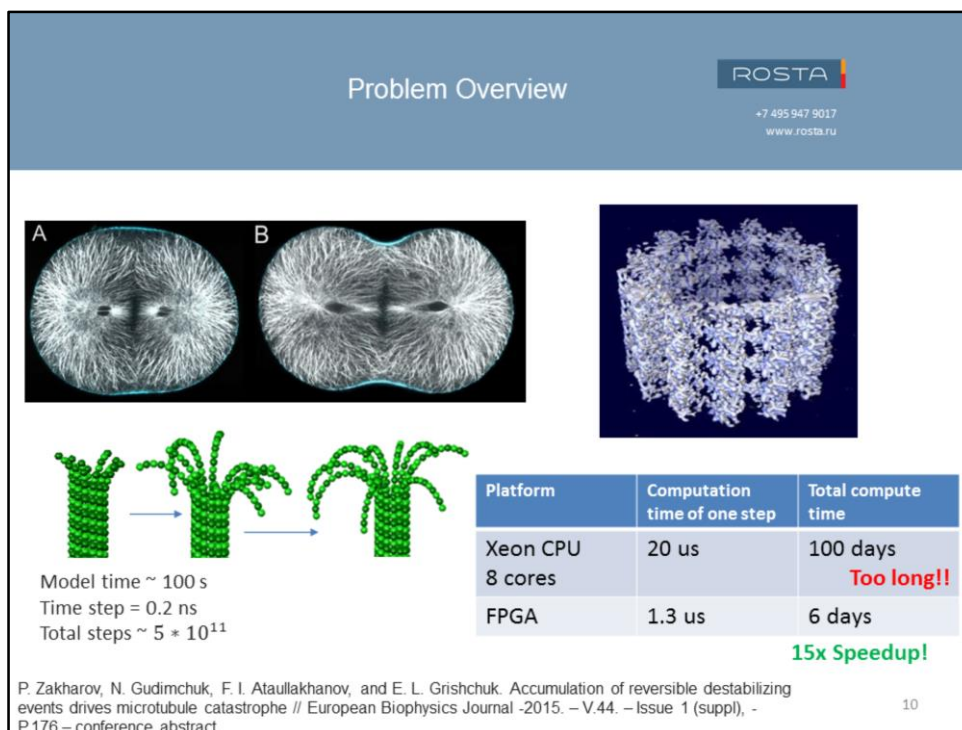 Problem Overview
ROSTA
+7 495 947 9017
www.rosta.ru
A
B
Model time ~ 100 s
Time step = 0.2 ns
Total steps ~ 5 * 10¹¹
Platform
Computation
time of one step
Total compute
time
Xeon CPU
8 cores
20 us
100 days
Too long!!
FPGA
1.3 us
6 days
15x Speedup!
P. Zakharov, N. Gudimchuk, F. I. Ataullakhanov, and E. L. Grishchuk. Accumulation of reversible destabilizing
events drives microtubule catastrophe // European Biophysics Journal -2015. – V.44. – Issue 1 (suppl), -
P.176 – conference abstract
10